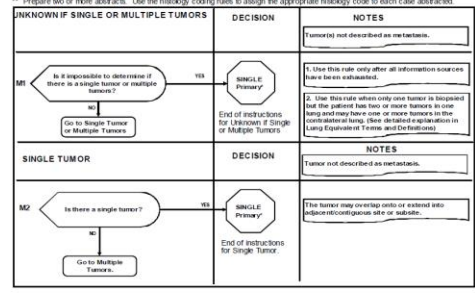 ** Prepare two or more abstracts. Use the histology coding rules to assign the appropriate histology code to each case abstracted.
UNKNOWN IF SINGLE OR MULTIPLE TUMORS
DECISION
NOTES
Tumor(s) not described as metastasis.
M1
Is it impossible to determine if
there is a single tumor or multiple
tumors?
YES
SINGLE
Primary*
NO
Go to Single Tumor
or Multiple Tumors
End of instructions
for Unknown if Single
or Multiple Tumors
1. Use this rule only after all information sources
have been exhausted.
2. Use this rule when only one tumor is biopsied
but the patient has two or more tumors in one
lung and may have one or more tumors in the
contralateral lung. (See detailed explanation in
Lung Equivalent Terms and Definitions)
SINGLE TUMOR
DECISION
NOTES
Tumor not described as metastasis.
M2
Is there a single tumor?
YES
SINGLE
Primary*
NO
Go to Multiple
Tumors.
End of instructions
for Single Tumor.
The tumor may overlap onto or extend into
adjacent/contiguous site or subsite.